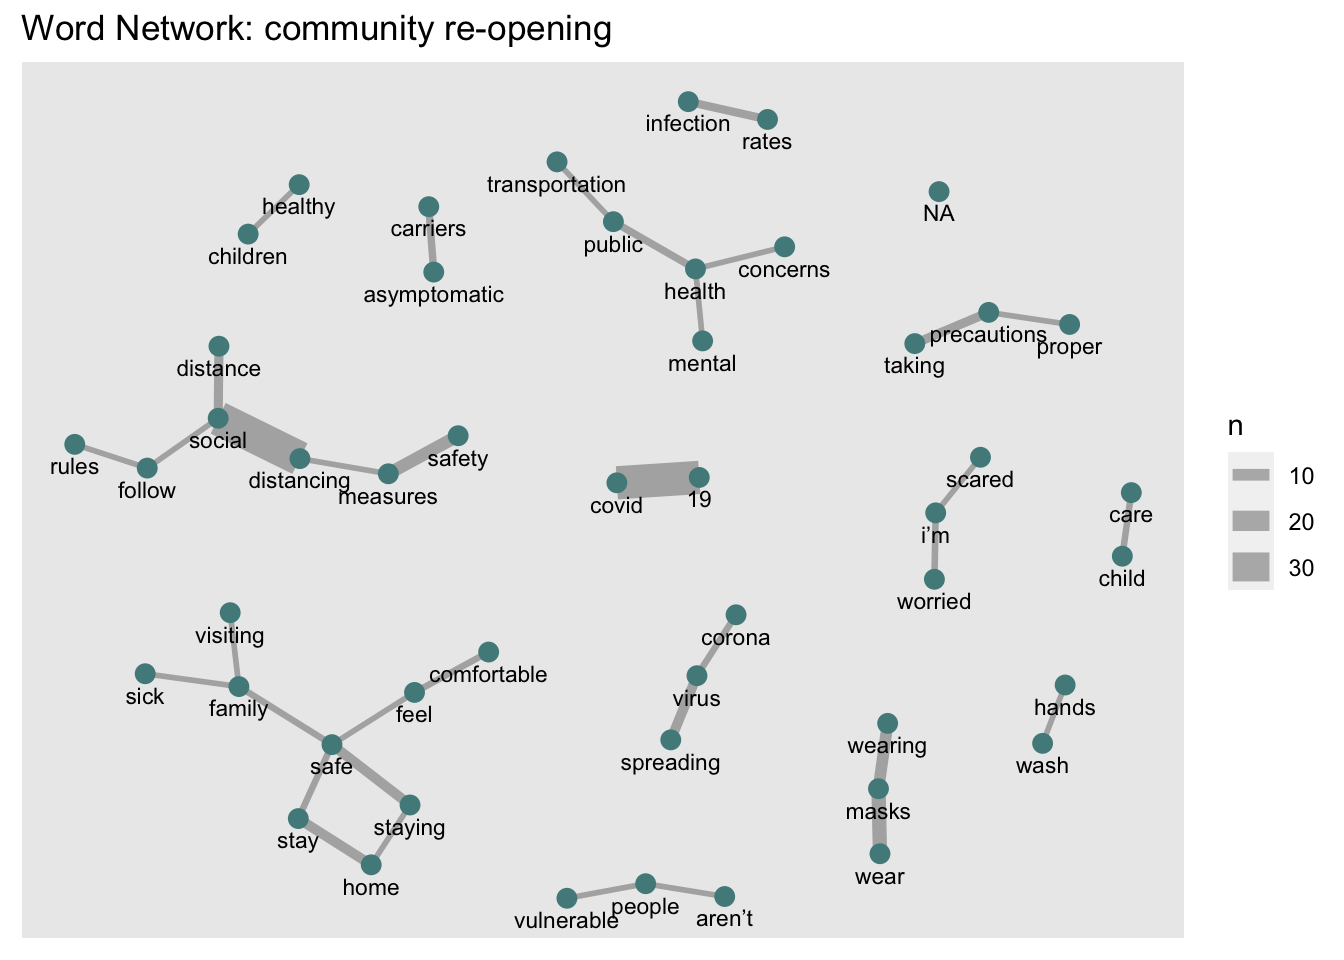 Word Network: community re-opening
infection
rates
transportation
healthy
NA
carriers
public
children
concerns
health
asymptomatic
precautions
proper
mental
taking
distance
social
safety
rules
scared
distancing
follow
measures
19
covid
care
i'm
child
worried
visiting
corona
comfortable
sick
virus
family
hands
feel
wearing
spreading
safe
wash
masks
staying
stay
wear
home
people
aren't
vulnerable
n
10
20
30